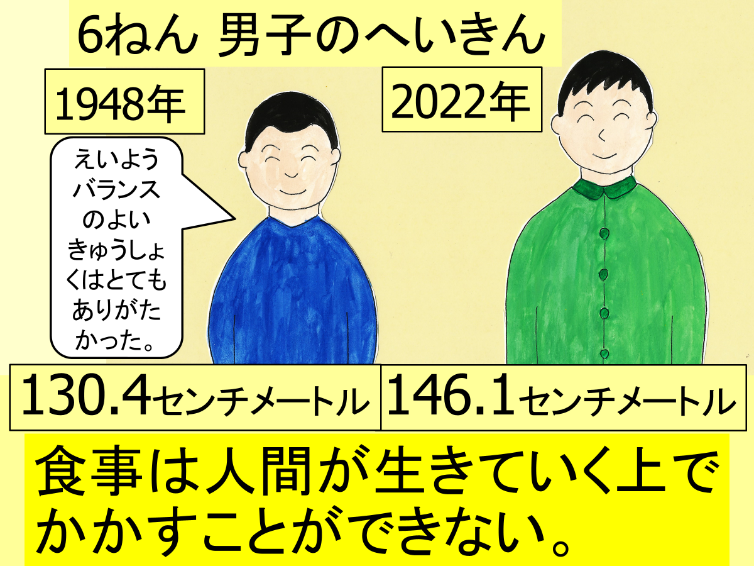 6ねん 男子のへいきん
1948年
2022年
えいよう
バランス
のよい
きゅうしょ
くはとても
ありがた
かった。
130.4センチメートル
146.1センチメートル
食事は人間が生きていく上で
かかすことができない。